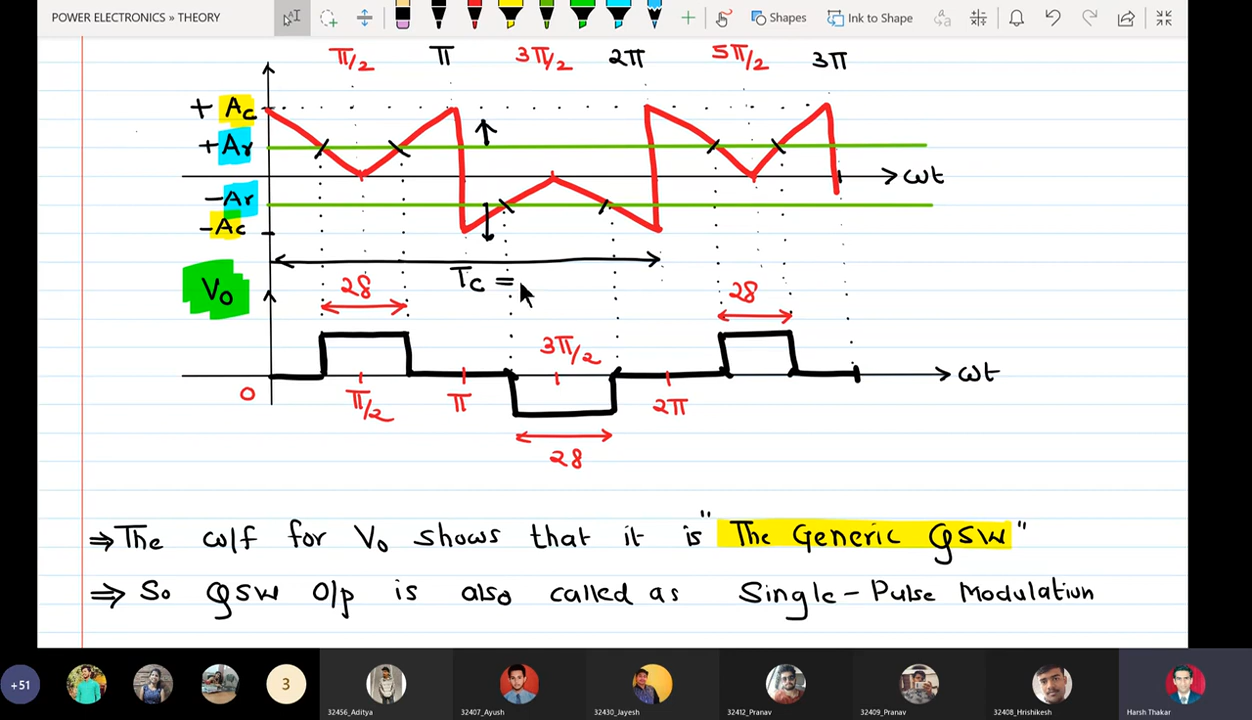 POWER ELECTRONICS » THEORY
Shapes
Ink to Shape
π/2 π 3π/2 2π 5π/2 3π
+ Ac
+Ar
ωt
-Ar
-Ac
Tc =
Vo
2δ
2δ
3π/2
ωt
0
π/2
π
2π
2δ
⇒ The w/f for Vo shows that it is "The Generic QSW"
⇒ So QSW O/p is also called as Single-Pulse Modulation
+51
3
32456_Aditya
32407_Ayush
32430_Jayesh
32412_Pranav
32409_Pranav
32408_Hrishikesh
Harsh Thakar